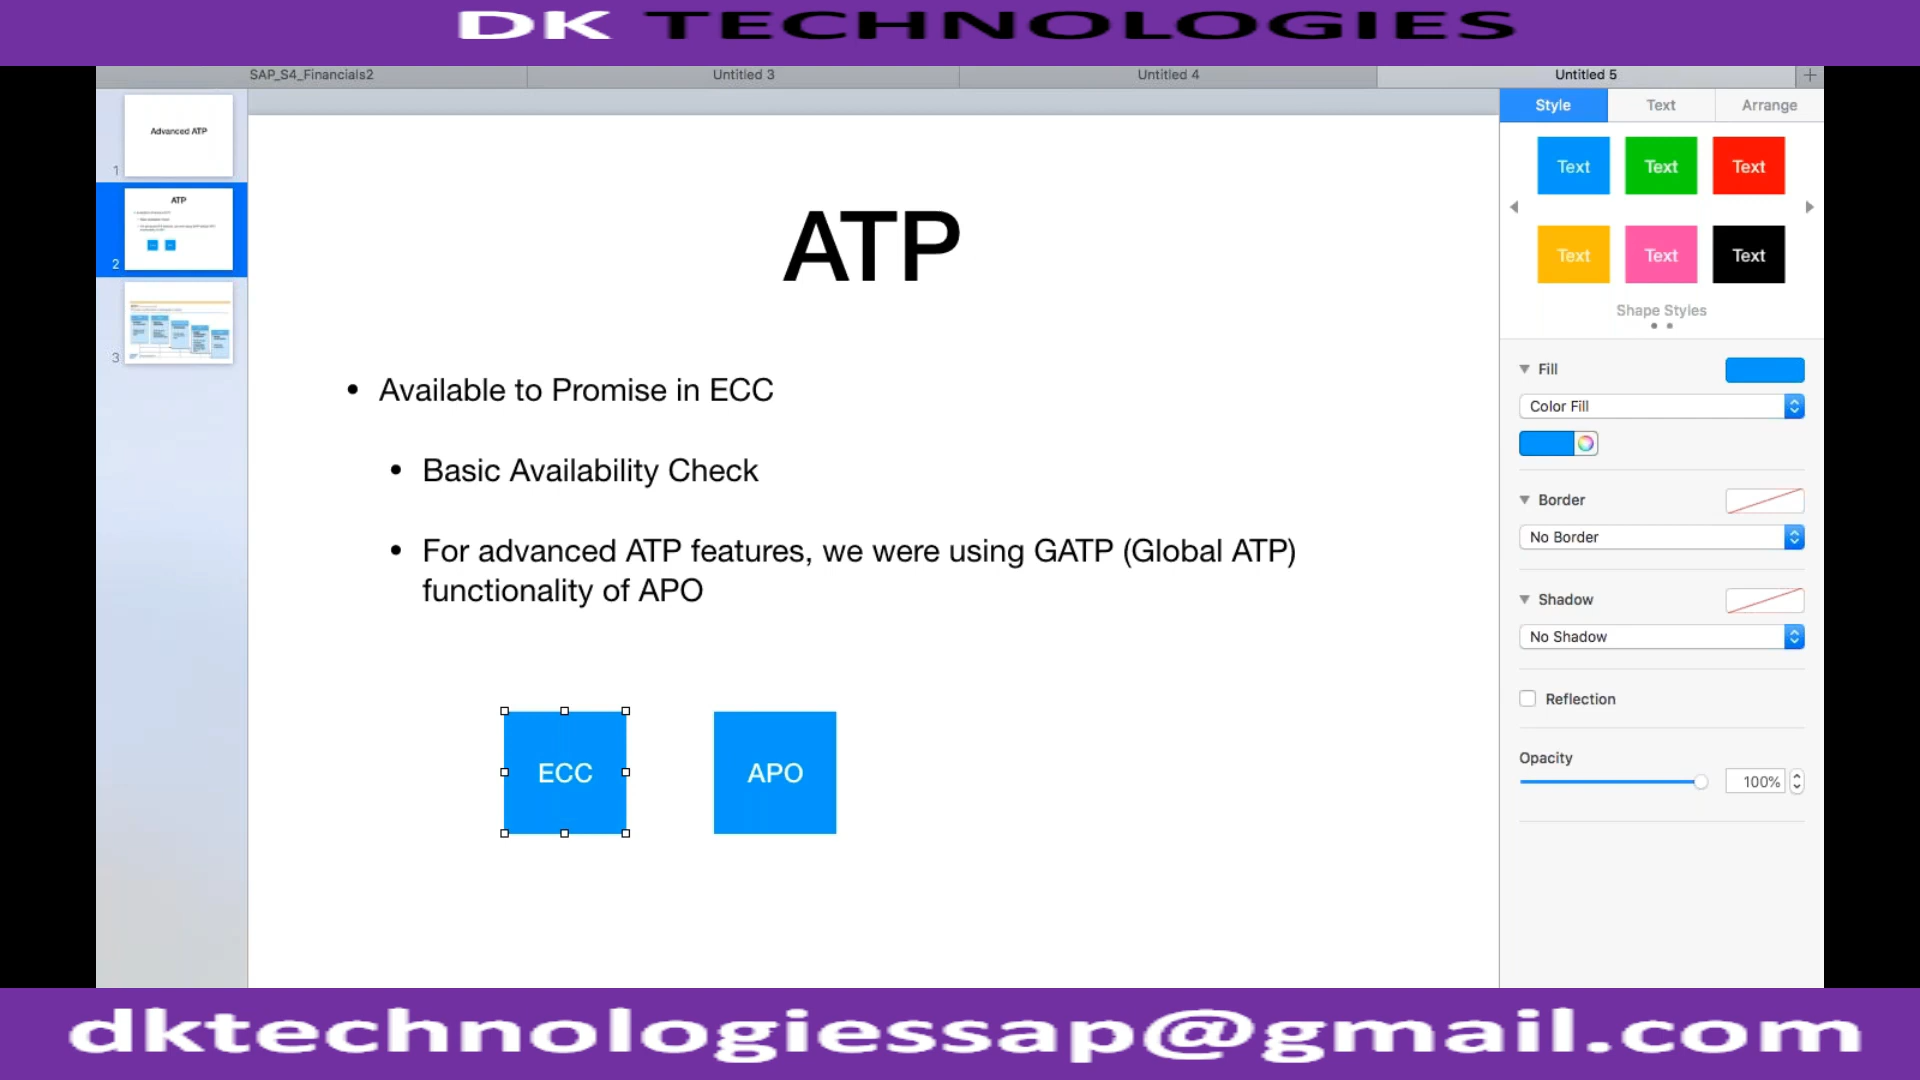 DK TECHNOLOGIES
SAP_S4_Financials2
Untitled 3
Untitled 4
Untitled 5
Style
Text
Arrange
Advanced ATP
1
ATP
2
3
Text
Text
Text
Text
Text
Text
Shape Styles
ATP
• Available to Promise in ECC
• Basic Availability Check
• For advanced ATP features, we were using GATP (Global ATP)
functionality of APO
ECC
APO
Fill
Color Fill
Border
No Border
Shadow
No Shadow
Reflection
Opacity
100%
dktechnologiessap@gmail.com